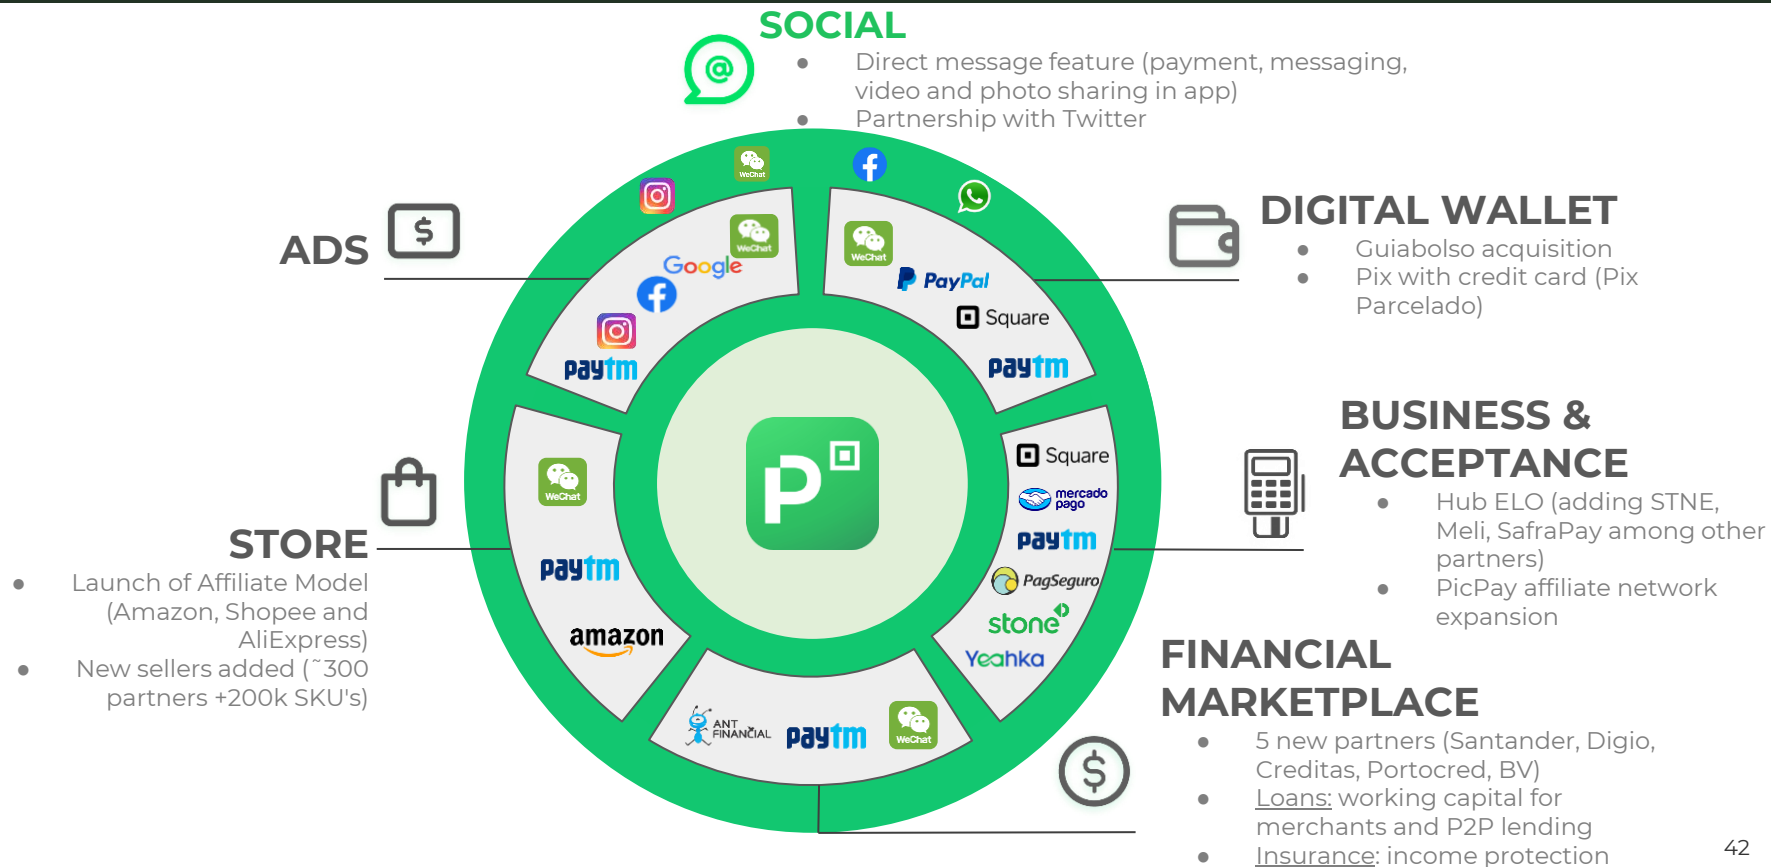 SOCIAL
● Direct message feature (payment, messaging,
video and photo sharing in app)
● Partnership with Twitter
@
WeChat
ADS
$
WeChat
Google
paytm
DIGITAL WALLET
● Guiabolso acquisition
● Pix with credit card (Pix
Parcelado)
WeChat
PayPal
Square
paytm
BUSINESS &
ACCEPTANCE
● Hub ELO (adding STNE,
Meli, SafraPay among other
partners)
● PicPay affiliate network
expansion
Square
mercado
pago
paytm
PagSeguro
stone
Yeahka
P
STORE
● Launch of Affiliate Model
(Amazon, Shopee and
AliExpress)
● New sellers added (˜300
partners +200k SKU's)
WeChat
paytm
amazon
FINANCIAL
MARKETPLACE
● 5 new partners (Santander, Digio,
Creditas, Portocred, BV)
● Loans: working capital for
merchants and P2P lending
● Insurance: income protection
ANT
FINANCIAL
paytm
WeChat
$
42